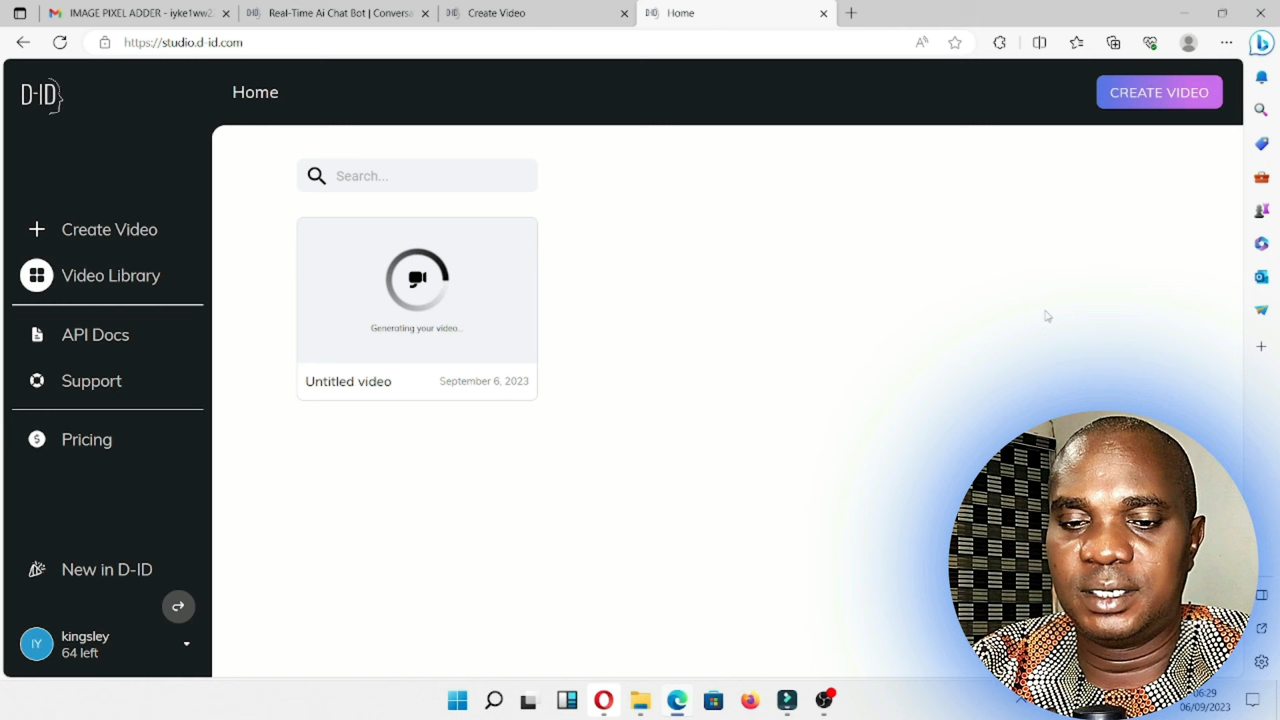 IMAGE PIXEL ADDER - iyke1ww2
Real-Time Ai Chat Bot | Convers
Create Video
Home
https://studio.d-id.com
D-ID
Home
CREATE VIDEO
Search...
Create Video
Video Library
Generating your video...
API Docs
Support
Untitled video
September 6, 2023
Pricing
New in D-ID
IY
kingsley
64 left
06:29
06/09/2023